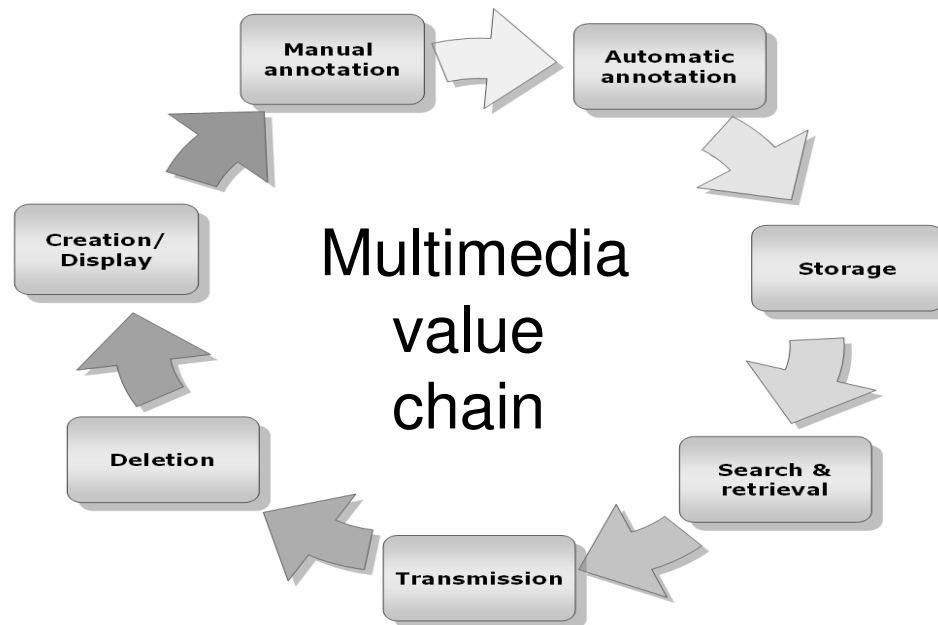 Manual
annotation
Automatic
annotation
Creation/
Display
Storage
Multimedia
value
chain
Deletion
Search &
retrieval
Transmission